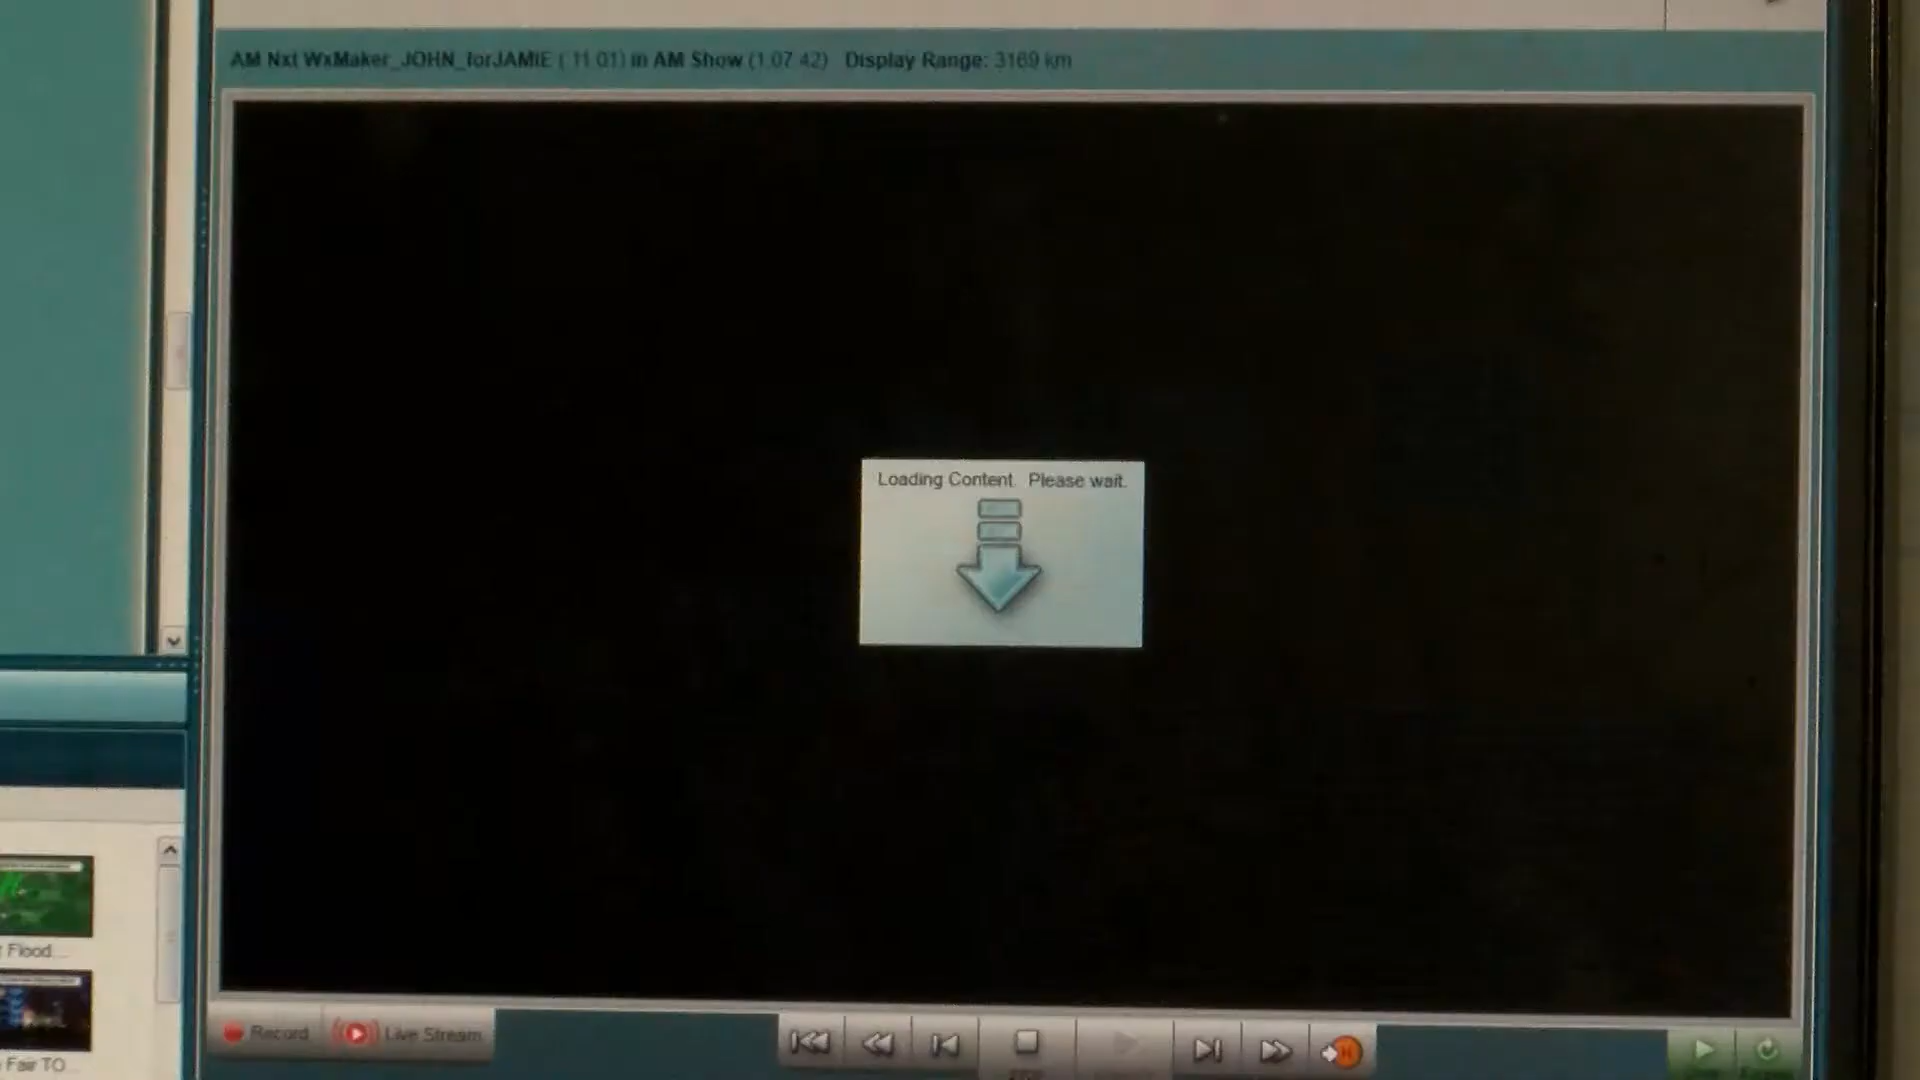 AM Nxt WxMaker_JOHN_forJAMIE ( 11:01) in AM Show (1:07:42) Display Range: 3169 km
Loading Content. Please wait.
Flood...
Fair TO...
Record
Live Stream